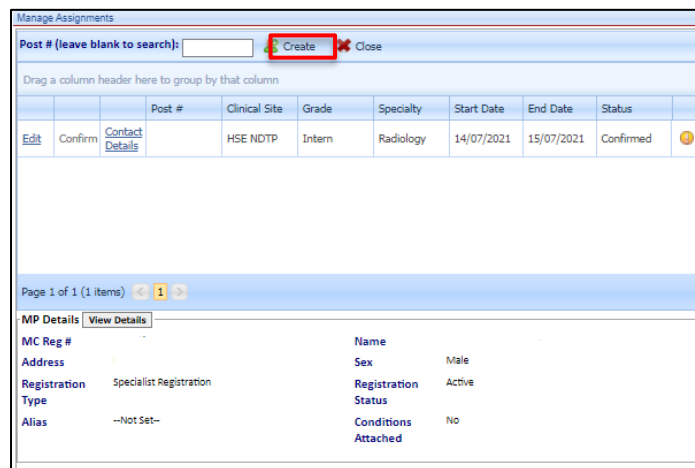 Manage Assignments
Post # (leave blank to search): Create Close
Drag a column header here to group by that column
Post # Clinical Site Grade Specialty Start Date End Date Status
Edit Confirm Contact Details HSE NDTP Intern Radiology 14/07/2021 15/07/2021 Confirmed
Page 1 of 1 (1 items) < 1 >
MP Details View Details
MC Reg # Name
Address Sex Male
Registration Type Specialist Registration Registration Status Active
Alias --Not Set-- Conditions Attached No